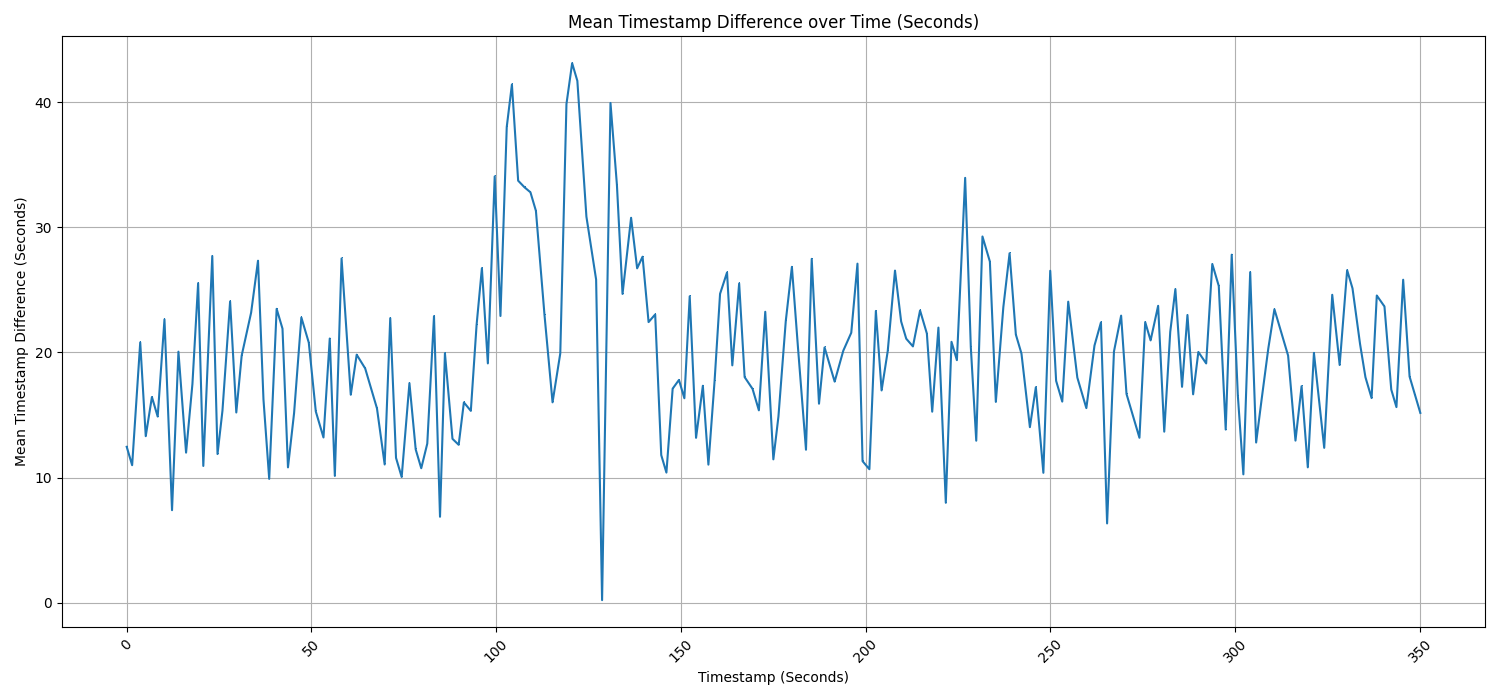 Mean Timestamp Difference over Time (Seconds)
Mean Timestamp Difference (Seconds)
40
30
20
10
0
0 50 100 150 200 250 300 350
Timestamp (Seconds)